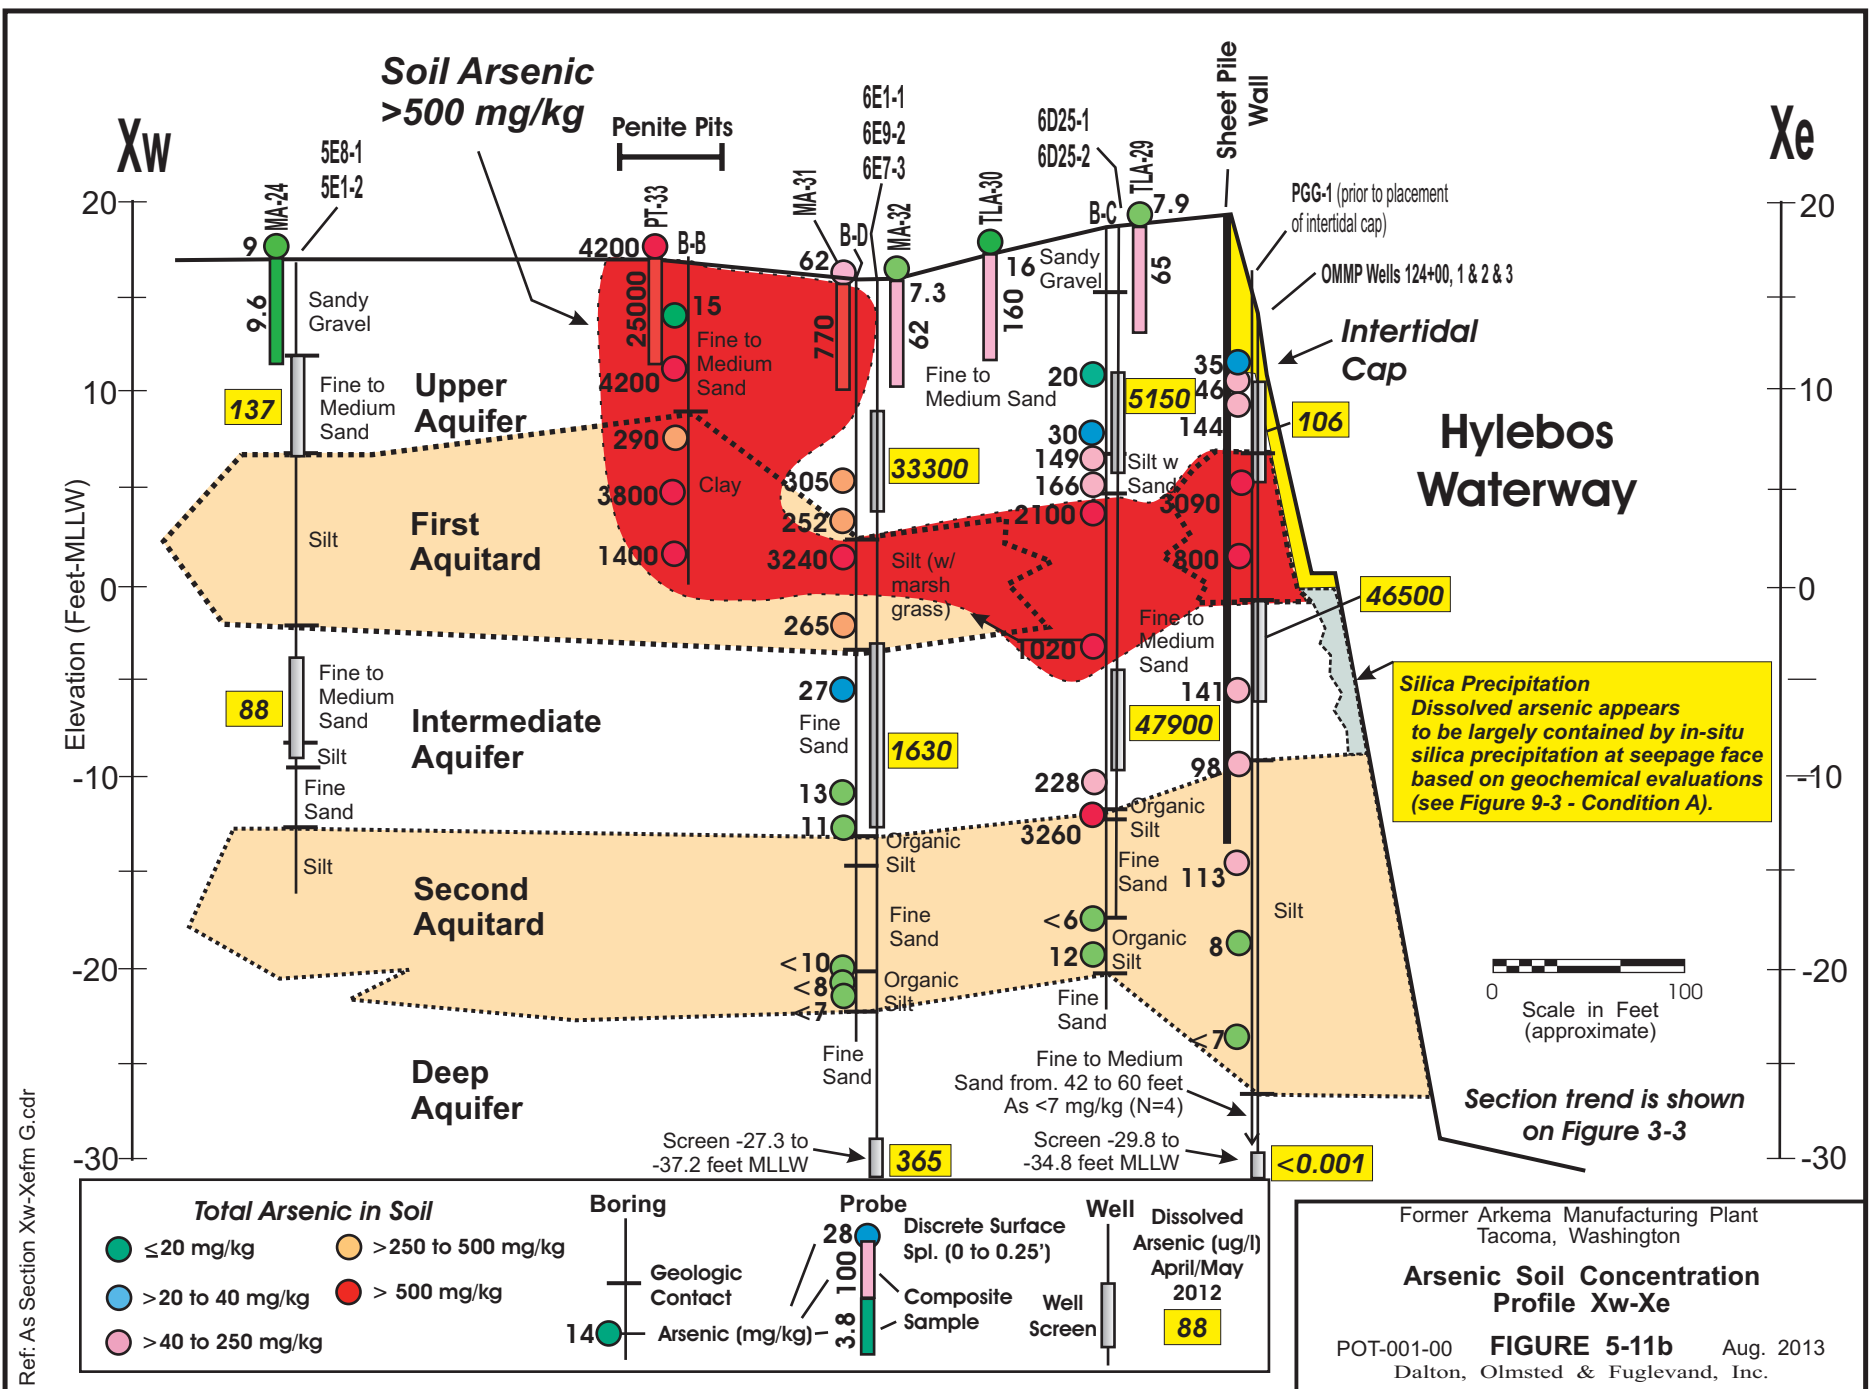 Soil Arsenic
>500 mg/kg
Xw
Xe
5E8-1
5E1-2
MA-24
Penite Pits
PT-33
B-B
MA-31
B-D
6E1-1
6E9-2
6E7-3
MA-32
TLA-30
6D25-1
6D25-2
B-C
TLA-29
7.9
Sheet Pile
Wall
PGG-1 (prior to placement
of intertidal cap)
OMMP Wells 124+00, 1 & 2 & 3
Intertidal
Cap
Hylebos
Waterway
Elevation (Feet-MLLW)
20
10
0
-10
-20
-30
20
10
0
-10
-20
-30
9
9.6
Sandy
Gravel
137
Fine to
Medium
Sand
Silt
Fine to
Medium
Sand
88
Silt
Fine
Sand
Silt
Upper
Aquifer
First
Aquitard
Intermediate
Aquifer
Second
Aquitard
Deep
Aquifer
4200
25000
15
Fine to
Medium
Sand
4200
290
3800
Clay
1400
62
770
305
252
3240
265
27
Fine
Sand
13
11
<10
<8
<7
Fine
Sand
7.3
62
33300
Silt (w/
marsh
grass)
1630
Organic
Silt
Fine
Sand
Organic
Silt
16
160
Fine to
Medium Sand
Sandy
Gravel
65
20
30
149
166
2100
1020
228
3260
<6
12
5150
Silt w
Sand
Fine to
Medium
Sand
47900
Organic
Silt
Fine
Sand
Organic
Silt
Fine
Sand
35
46
144
3090
800
141
98
113
8
<7
106
46500
Silt
Silica Precipitation
Dissolved arsenic appears
to be largely contained by in-situ
silica precipitation at seepage face
based on geochemical evaluations
(see Figure 9-3 - Condition A).
0 100
Scale in Feet
(approximate)
Fine to Medium
Sand from. 42 to 60 feet
As <7 mg/kg (N=4)
Screen -27.3 to
-37.2 feet MLLW
365
Screen -29.8 to
-34.8 feet MLLW
<0.001
Section trend is shown
on Figure 3-3
Ref: As Section Xw-Xefm G.cdr
Total Arsenic in Soil
≤20 mg/kg
>20 to 40 mg/kg
>40 to 250 mg/kg
>250 to 500 mg/kg
> 500 mg/kg
Boring
Geologic
Contact
14
Arsenic (mg/kg)
Probe
28
100
3.8
Discrete Surface
Spl. (0 to 0.25')
Composite
Sample
Well
Well
Screen
Dissolved
Arsenic (ug/l)
April/May
2012
88
Former Arkema Manufacturing Plant
Tacoma, Washington
Arsenic Soil Concentration
Profile Xw-Xe
POT-001-00 FIGURE 5-11b Aug. 2013
Dalton, Olmsted & Fuglevand, Inc.